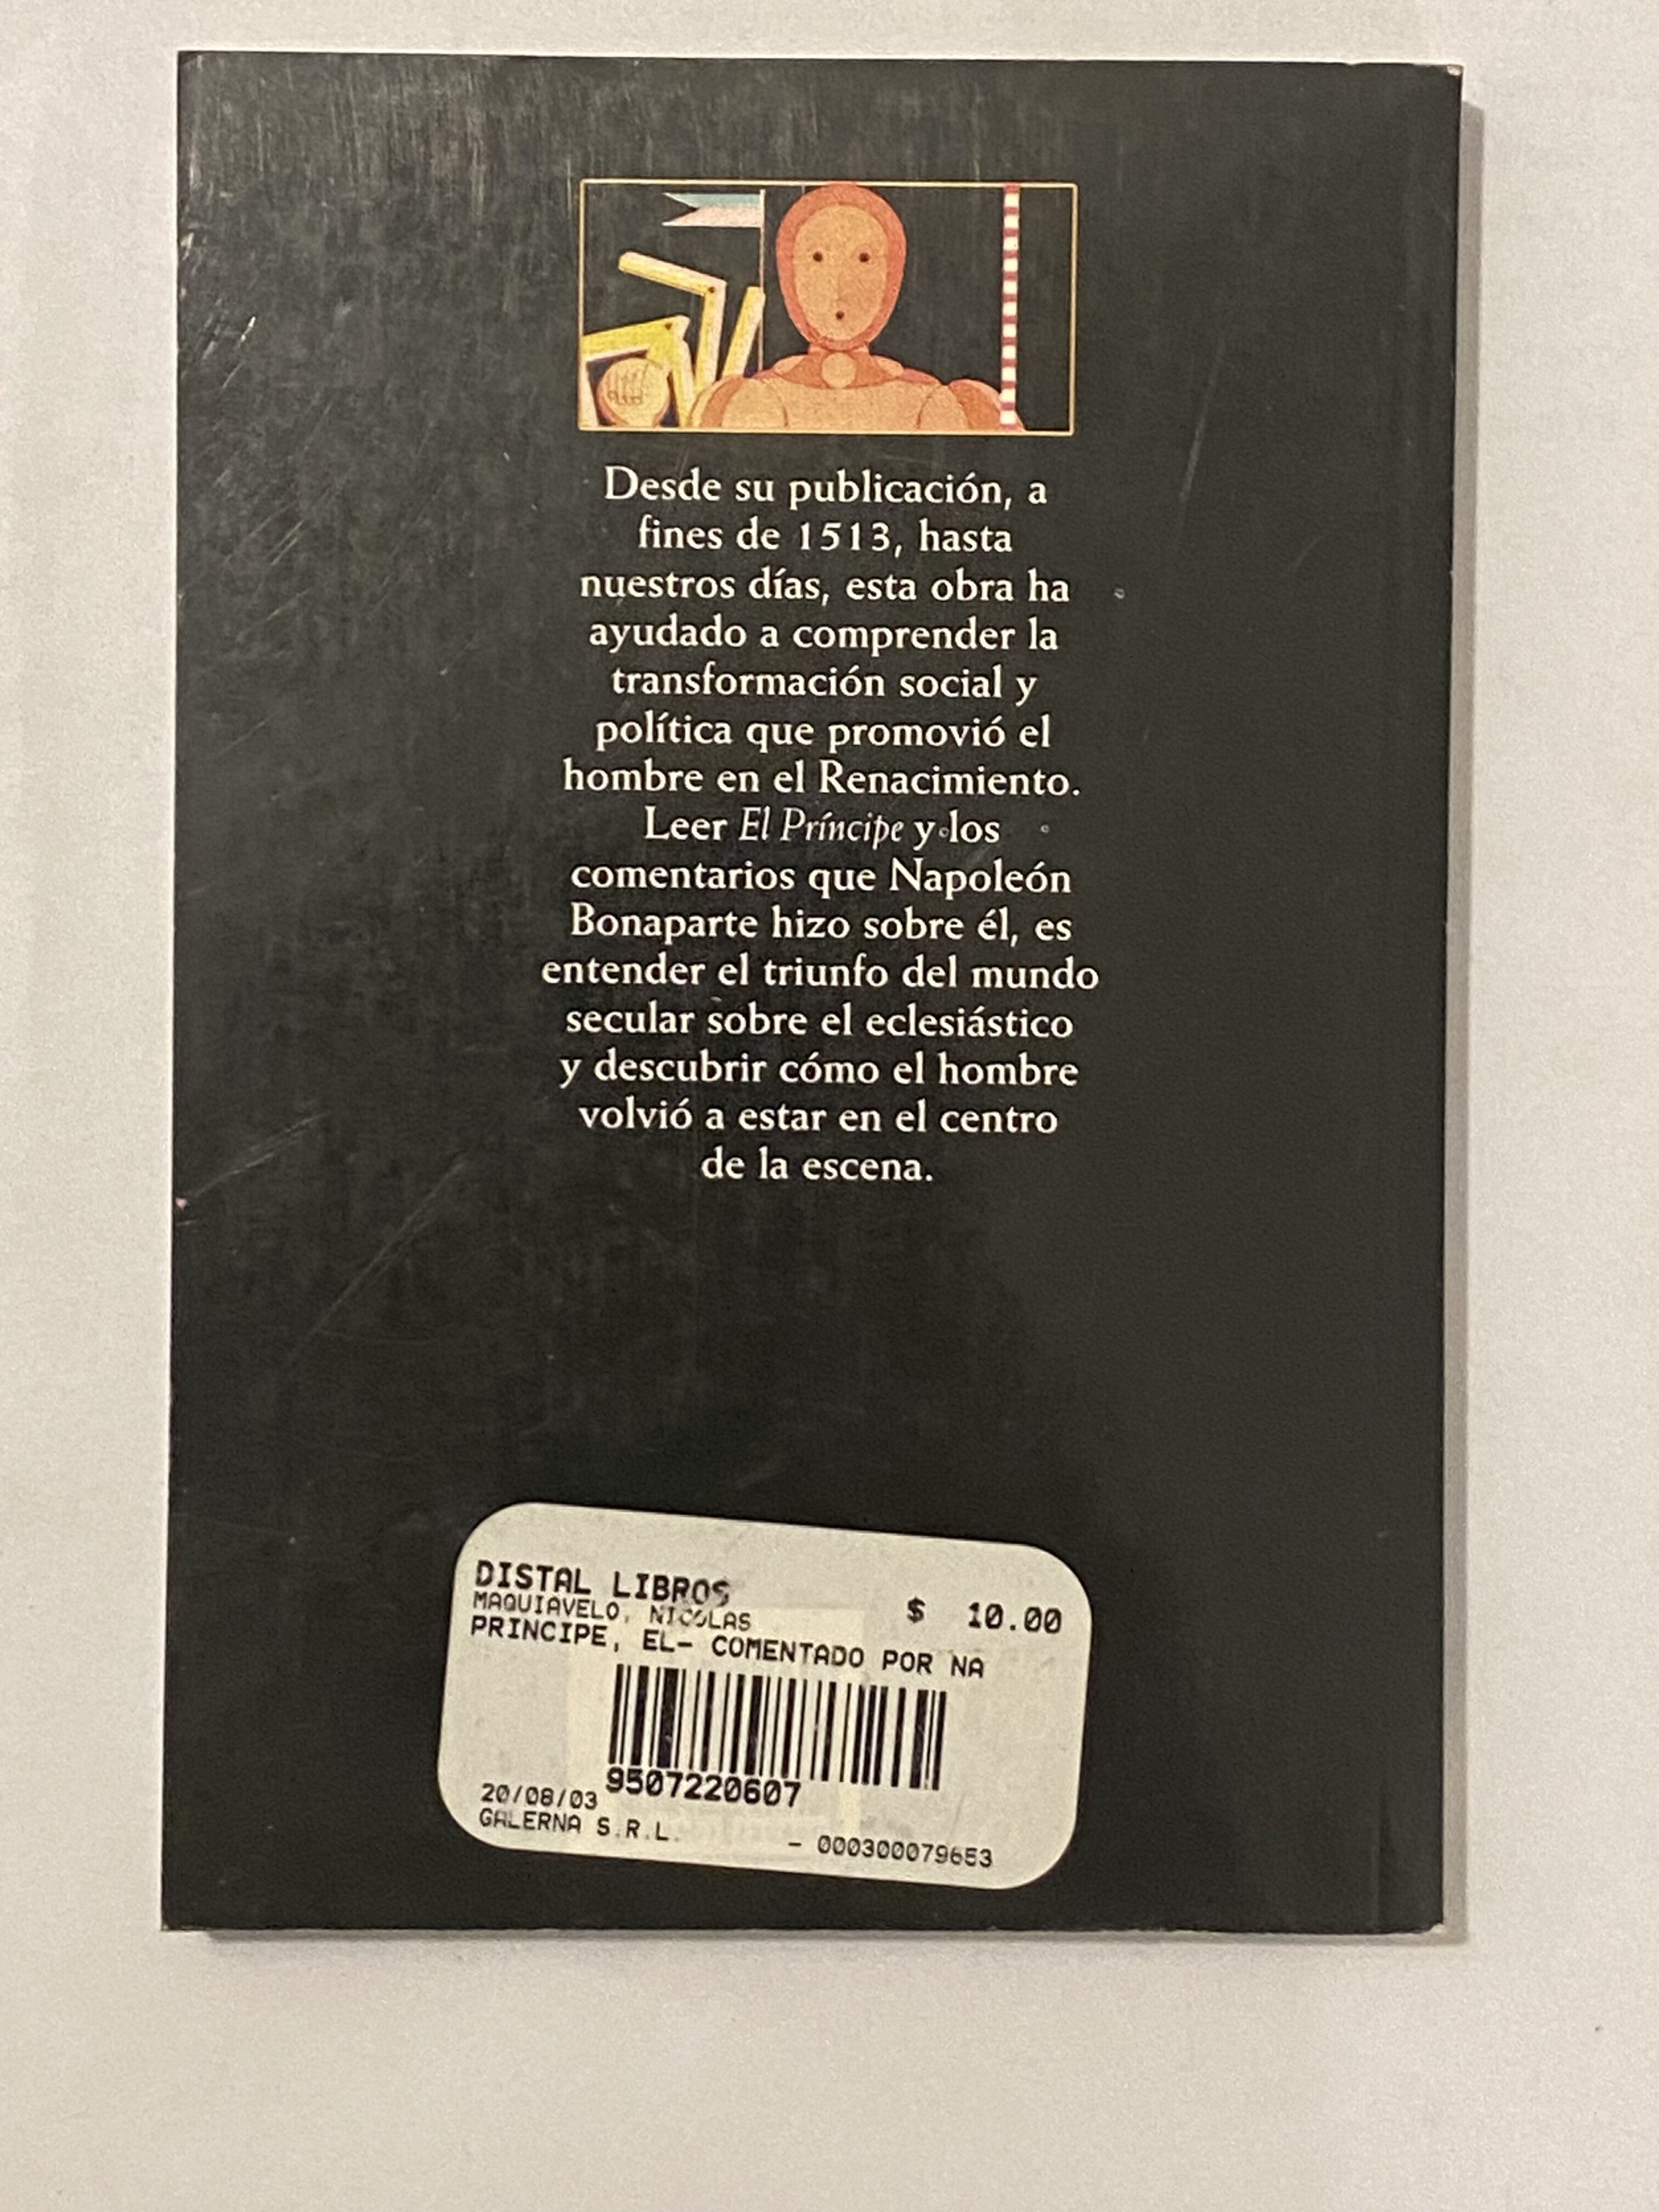 Desde su publicación, a
fines de 1513, hasta
nuestros días, esta obra ha
ayudado a comprender la
transformación social y
política que promovió el
hombre en el Renacimiento.
Leer El Príncipe y los
comentarios que Napoleón
Bonaparte hizo sobre él, es
entender el triunfo del mundo
secular sobre el eclesiástico
y descubrir cómo el hombre
volvió a estar en el centro
de la escena.
DISTAL LIBROS
MAQUIAVELO, NICOLAS $ 10.00
PRINCIPE, EL- COMENTADO POR NA
9507220607
20/08/03
GALERNA S.R.L. - 000300079653